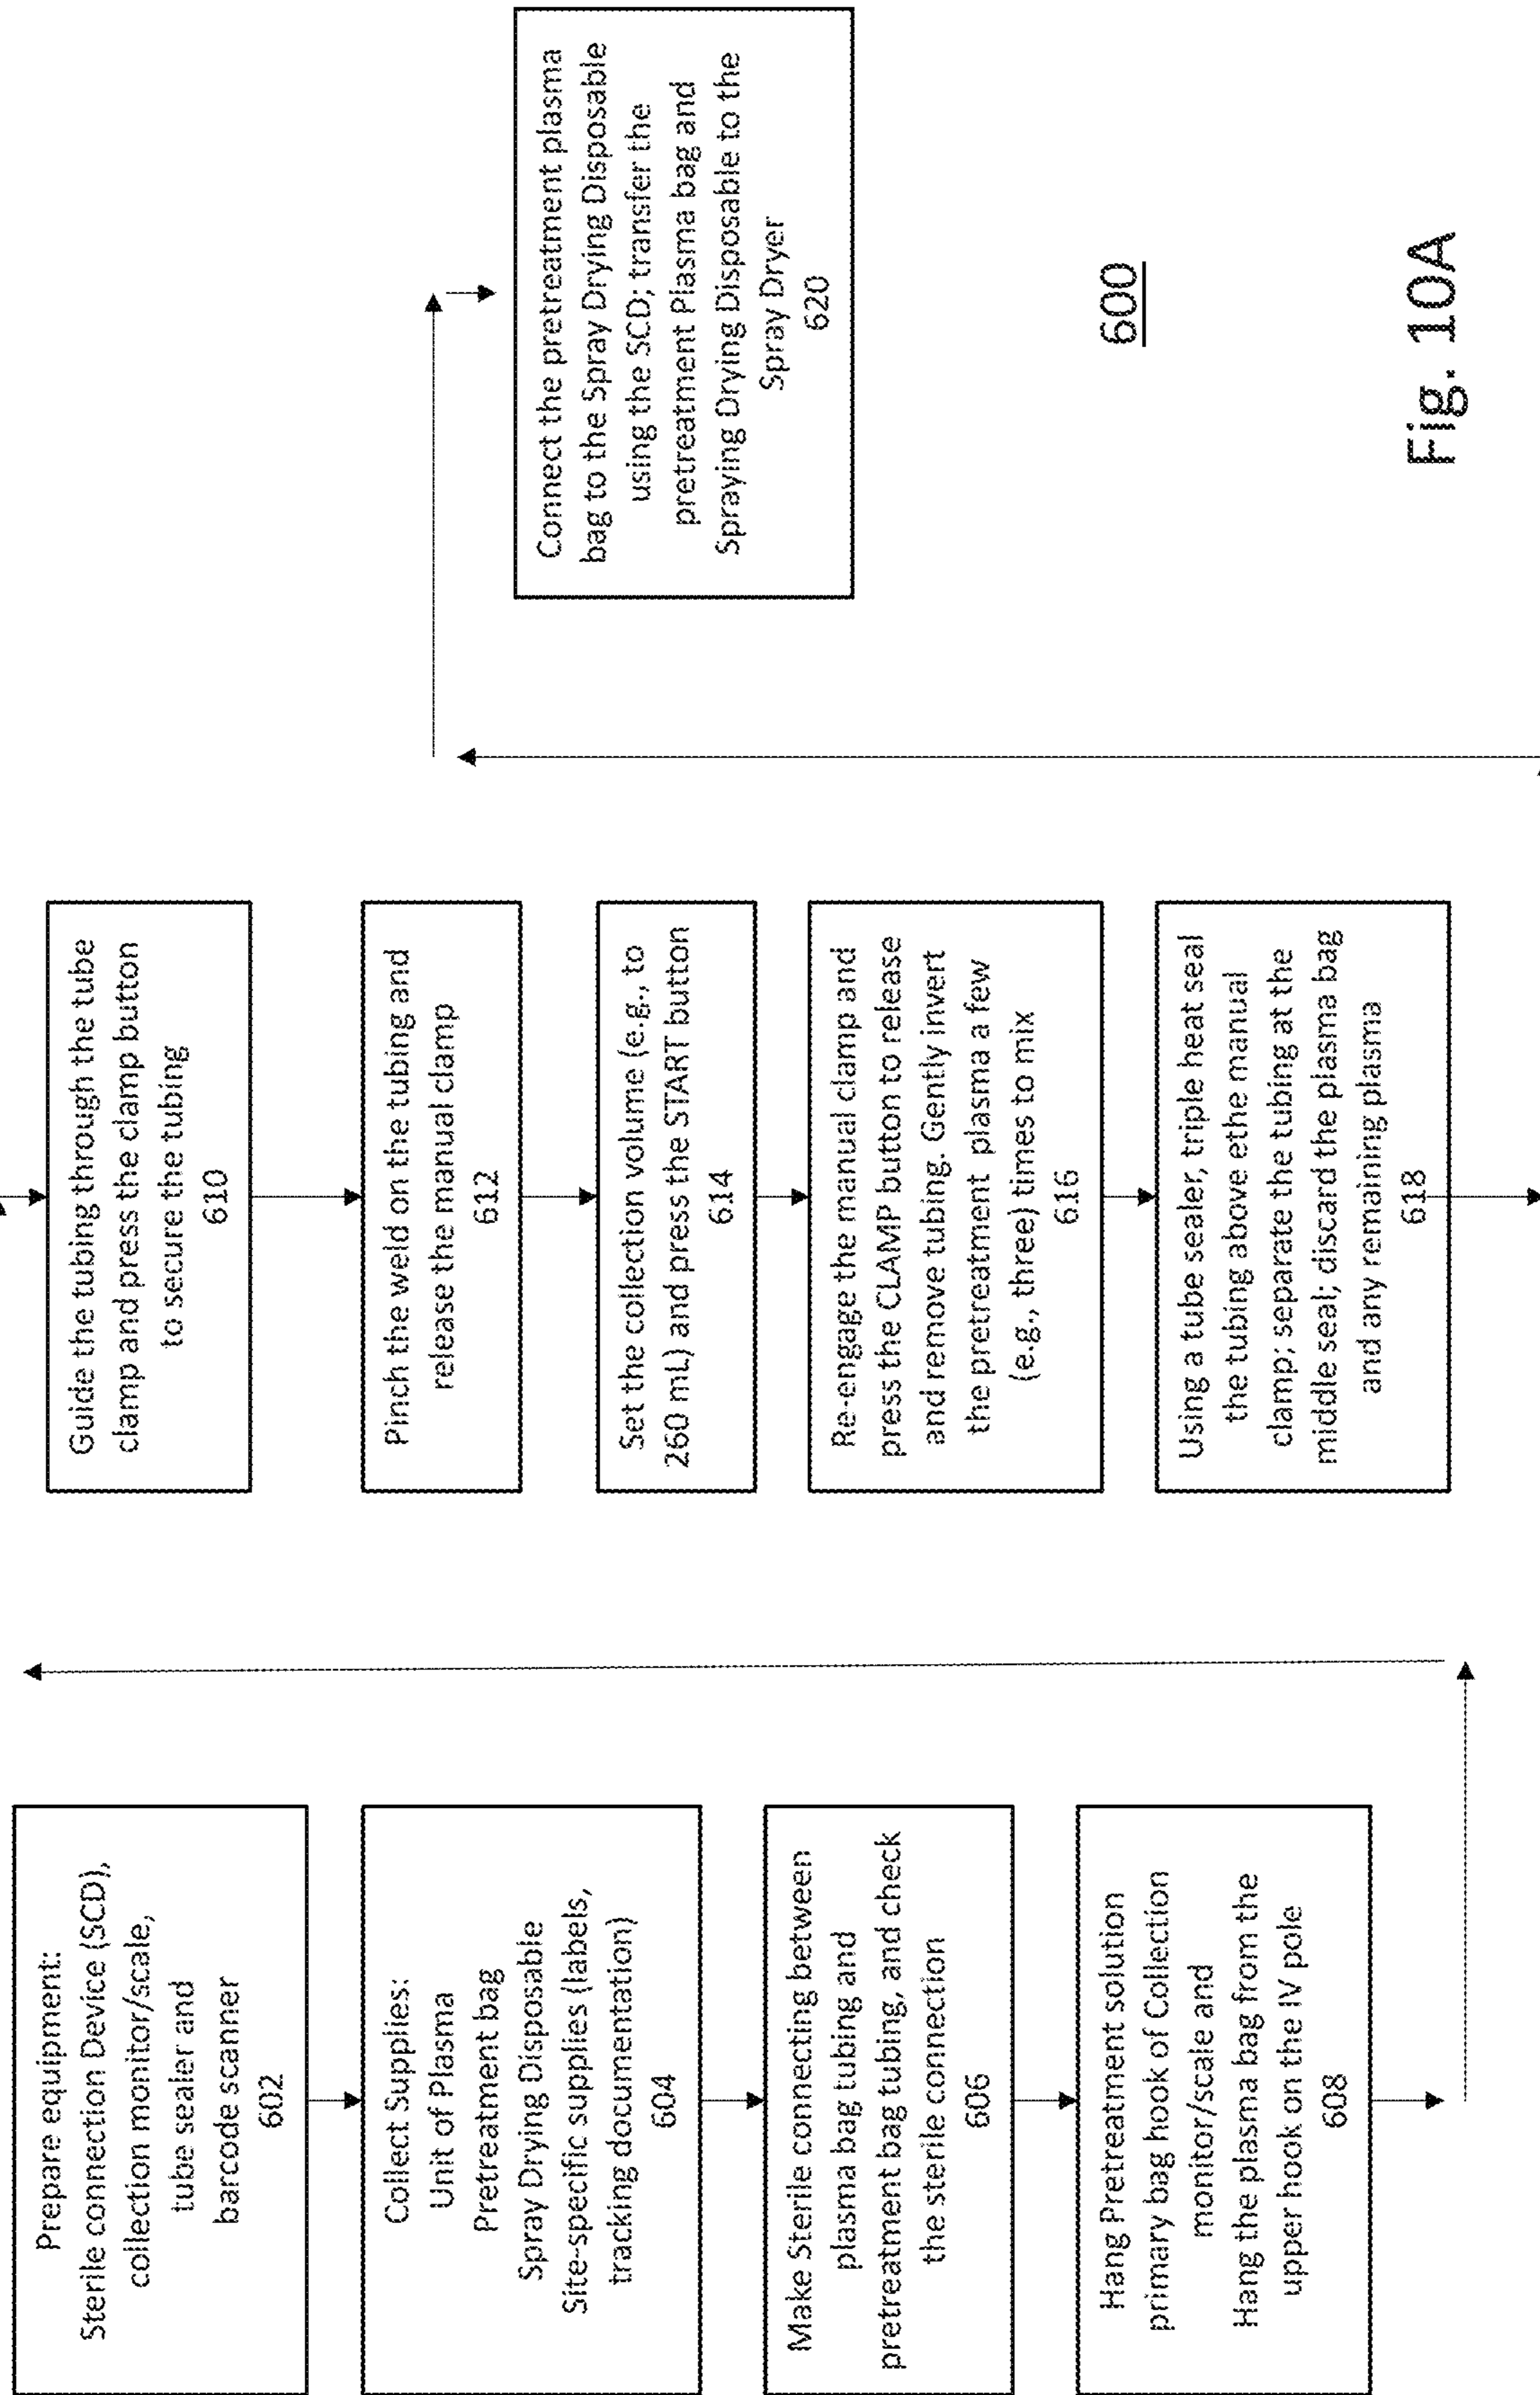 Prepare equipment:
Sterile connection Device (SCD),
collection monitor/scale,
tube sealer and
barcode scanner
602
Collect Supplies:
Unit of Plasma
Pretreatment bag
Spray Drying Disposable
Site-specific supplies (labels,
tracking documentation)
604
Make Sterile connecting between
plasma bag tubing and
pretreatment bag tubing, and check
the sterile connection
606
Hang Pretreatment solution
primary bag hook of Collection
monitor/scale and
Hang the plasma bag from the
upper hook on the IV pole
608
Guide the tubing through the tube
clamp and press the clamp button
to secure the tubing
610
Pinch the weld on the tubing and
release the manual clamp
612
Set the collection volume (e.g., to
260 mL) and press the START button
614
Re-engage the manual clamp and
press the CLAMP button to release
and remove tubing. Gently invert
the pretreatment plasma a few
(e.g., three) times to mix
616
Using a tube sealer, triple heat seal
the tubing above ethe manual
clamp; separate the tubing at the
middle seal; discard the plasma bag
and any remaining plasma
618
Connect the pretreatment plasma
bag to the Spray Drying Disposable
using the SCD; transfer the
pretreatment Plasma bag and
Spraying Drying Disposable to the
Spray Dryer
620
600
Fig. 10A